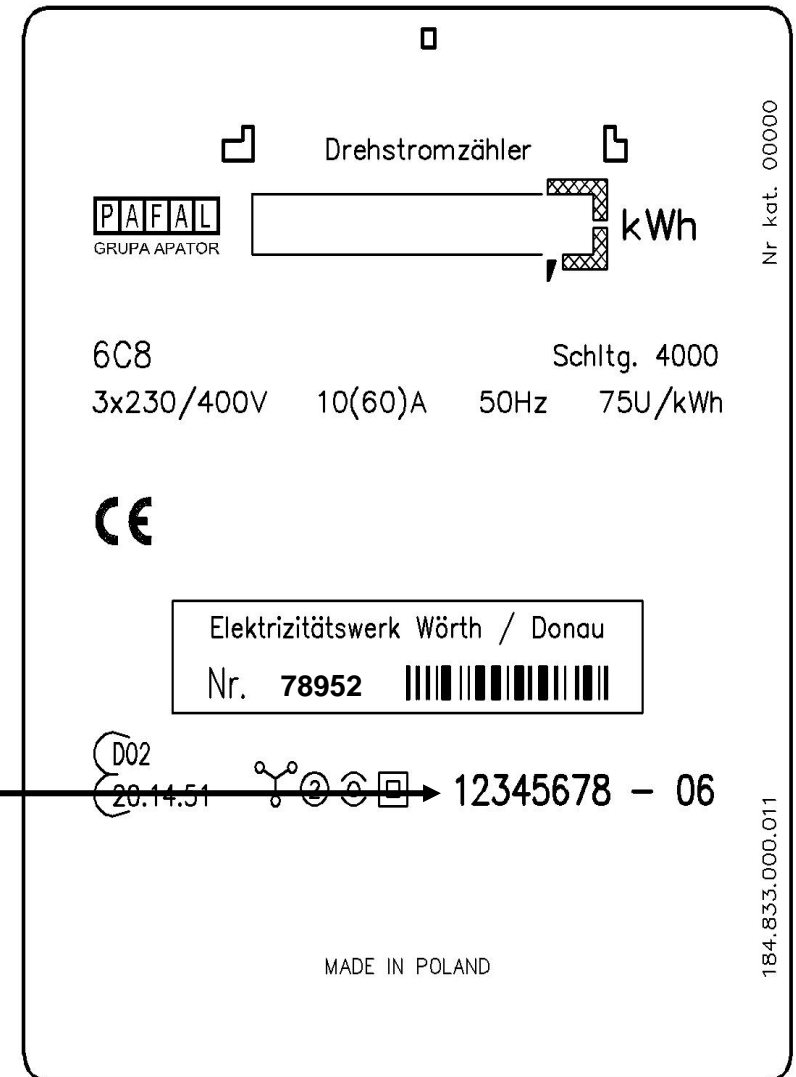 Drehstromzähler
PAFAL
GRUPA APATOR
kWh
Nr kat. 00000
6C8 Schltg. 4000
3x230/400V 10(60)A 50Hz 75U/kWh
CE
Elektrizitätswerk Wörth / Donau
Nr. 78952
D02
20.14.51 2 12345678 - 06
184.833.000.011
MADE IN POLAND